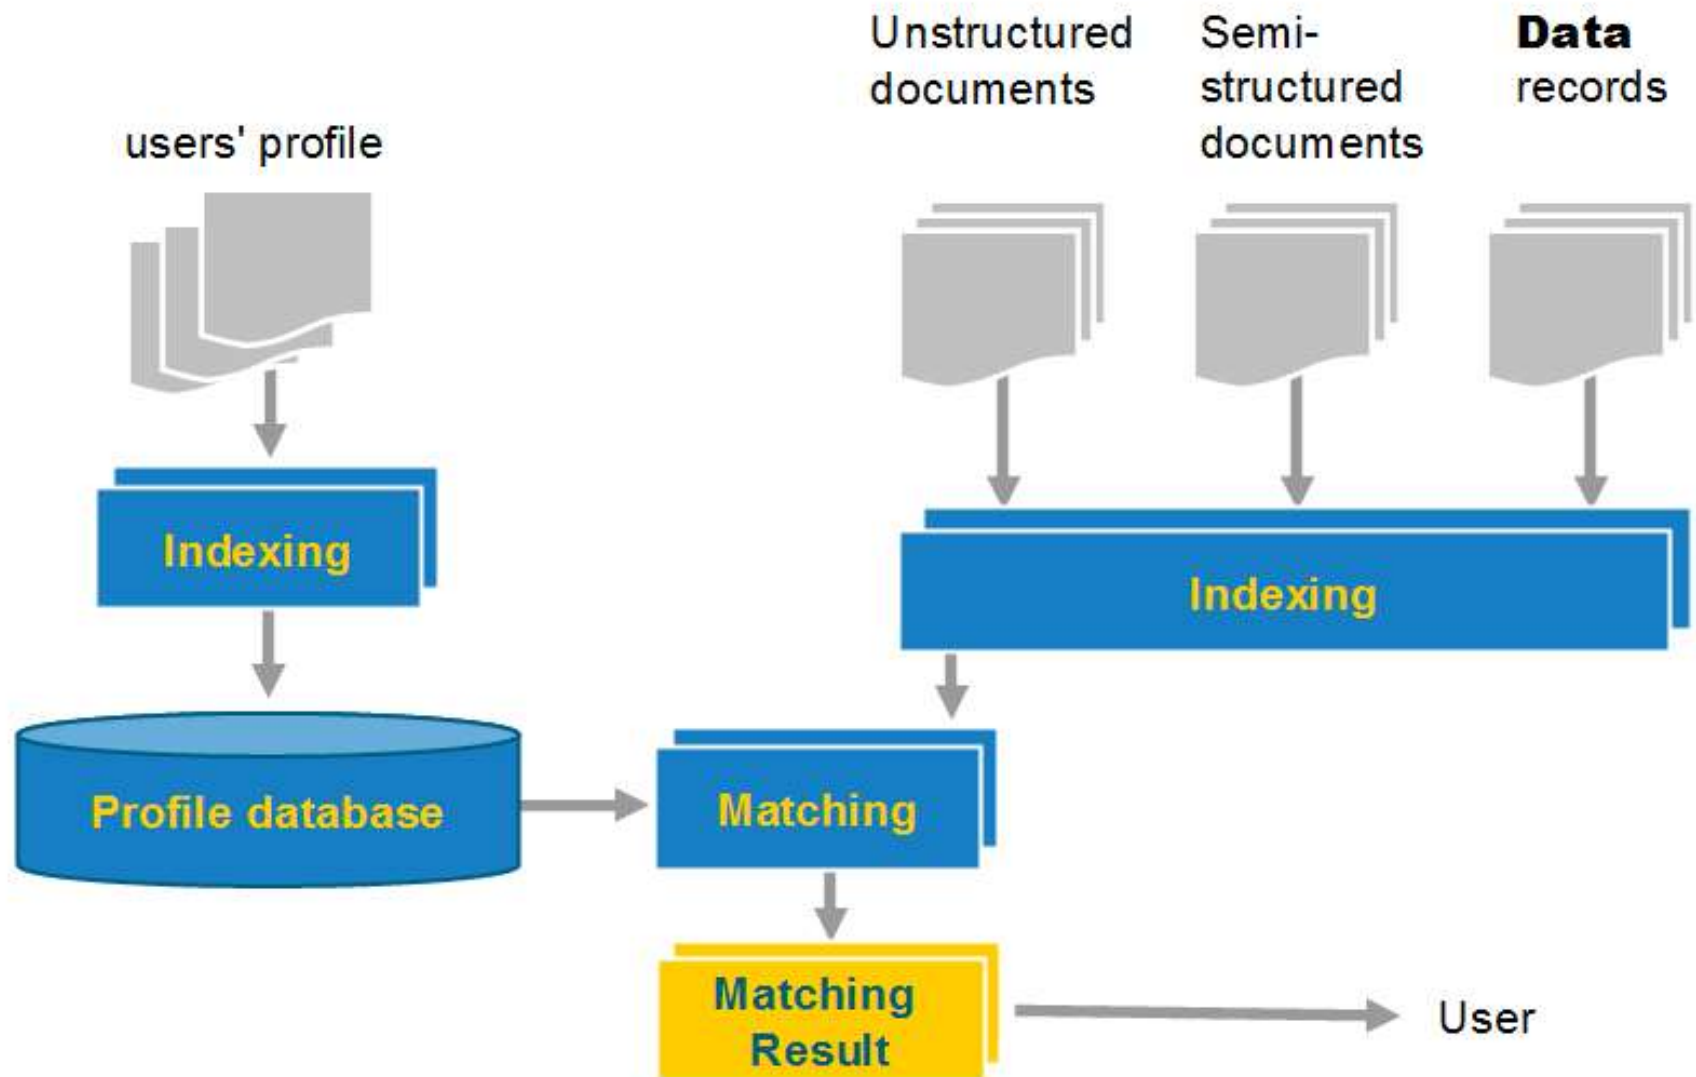 Unstructured
documents
Semi-
structured
documents
Data
records
users' profile
Indexing
Indexing
Profile database
Matching
Matching
Result
User